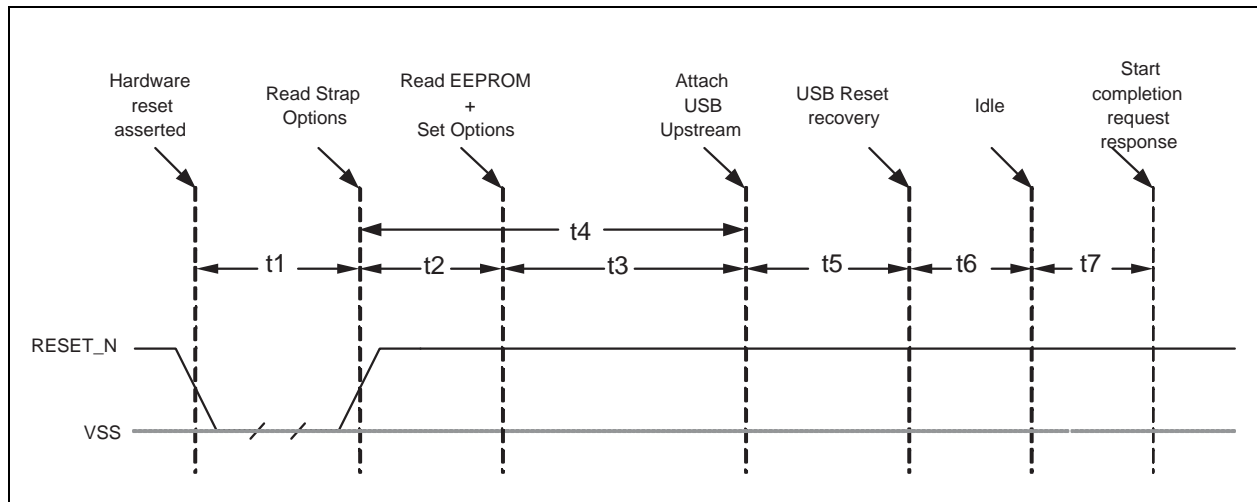 Hardware
reset
asserted
Read Strap
Options
Read EEPROM
+
Set Options
Attach
USB
Upstream
USB Reset
recovery
Idle
Start
completion
request
response
t4
t1
t2
t3
t5
t6
t7
RESET_N
VSS